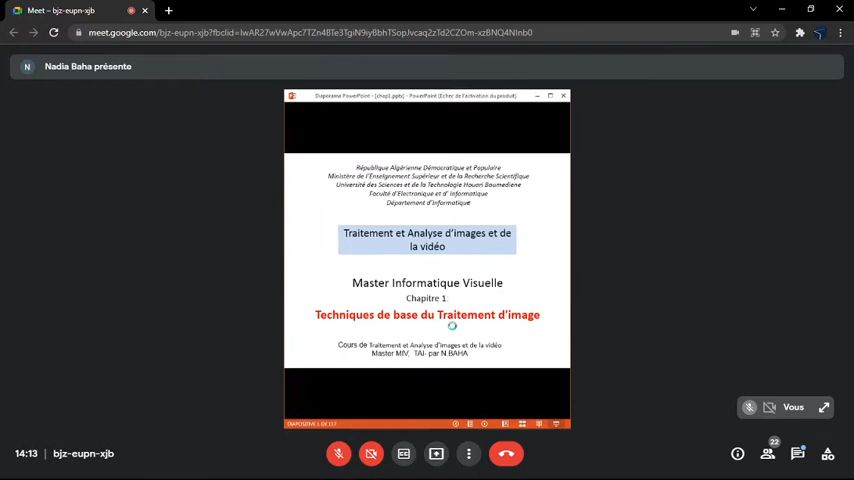 Meet – bjz-eupn-xjb
meet.google.com/bjz-eupn-xjb?fbclid=IwAR27wVwApc7TZn4BTe3TgiN9iyBbhTSopJvcaq2zTd2CZOm-xzBNQ4NInb0
N Nadia Baha présente
Diaporama PowerPoint - [chap1.pptx] - PowerPoint (Échec de l'activation du produit)
République Algérienne Démocratique et Populaire
Ministère de l'Enseignement Supérieur et de la Recherche Scientifique
Université des Sciences et de la Technologie Houari Boumediene
Faculté d'Electronique et d' Informatique
Département d'Informatique
Traitement et Analyse d'images et de
la vidéo
Master Informatique Visuelle
Chapitre 1:
Techniques de base du Traitement d'image
Cours de Traitement et Analyse d'images et de la vidéo
Master MIV, TAI- par N.BAHA
Vous
DIAPOSITIVE 1 DE 117
22
14:13 bjz-eupn-xjb